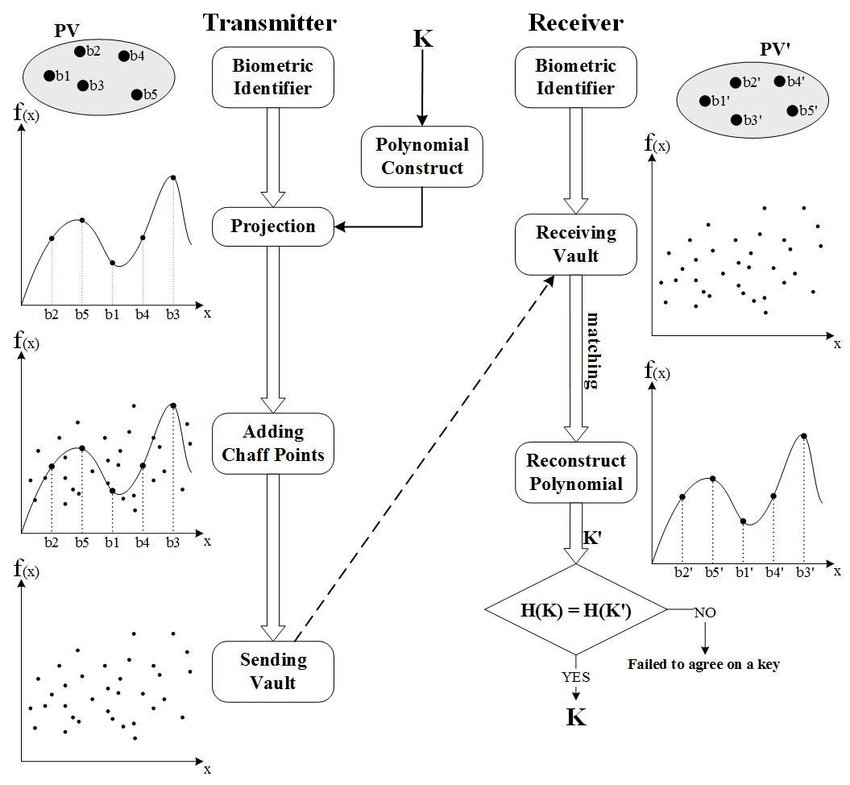 PV
Transmitter
K
Receiver
PV'
b2
b4
b1
b3
b5
Biometric
Identifier
Biometric
Identifier
b2'
b4'
b1'
b5'
b3'
f(x)
Polynomial
Construct
f(x)
Projection
Receiving
Vault
b2 b5 b1 b4 b3 x
matching
x
f(x)
f(x)
Adding
Chaff Points
Reconstruct
Polynomial
b2 b5 b1 b4 b3 x
K'
b2' b5' b1' b4' b3' x
f(x)
H(K) = H(K')
NO
Sending
Vault
Failed to agree on a key
YES
K
x